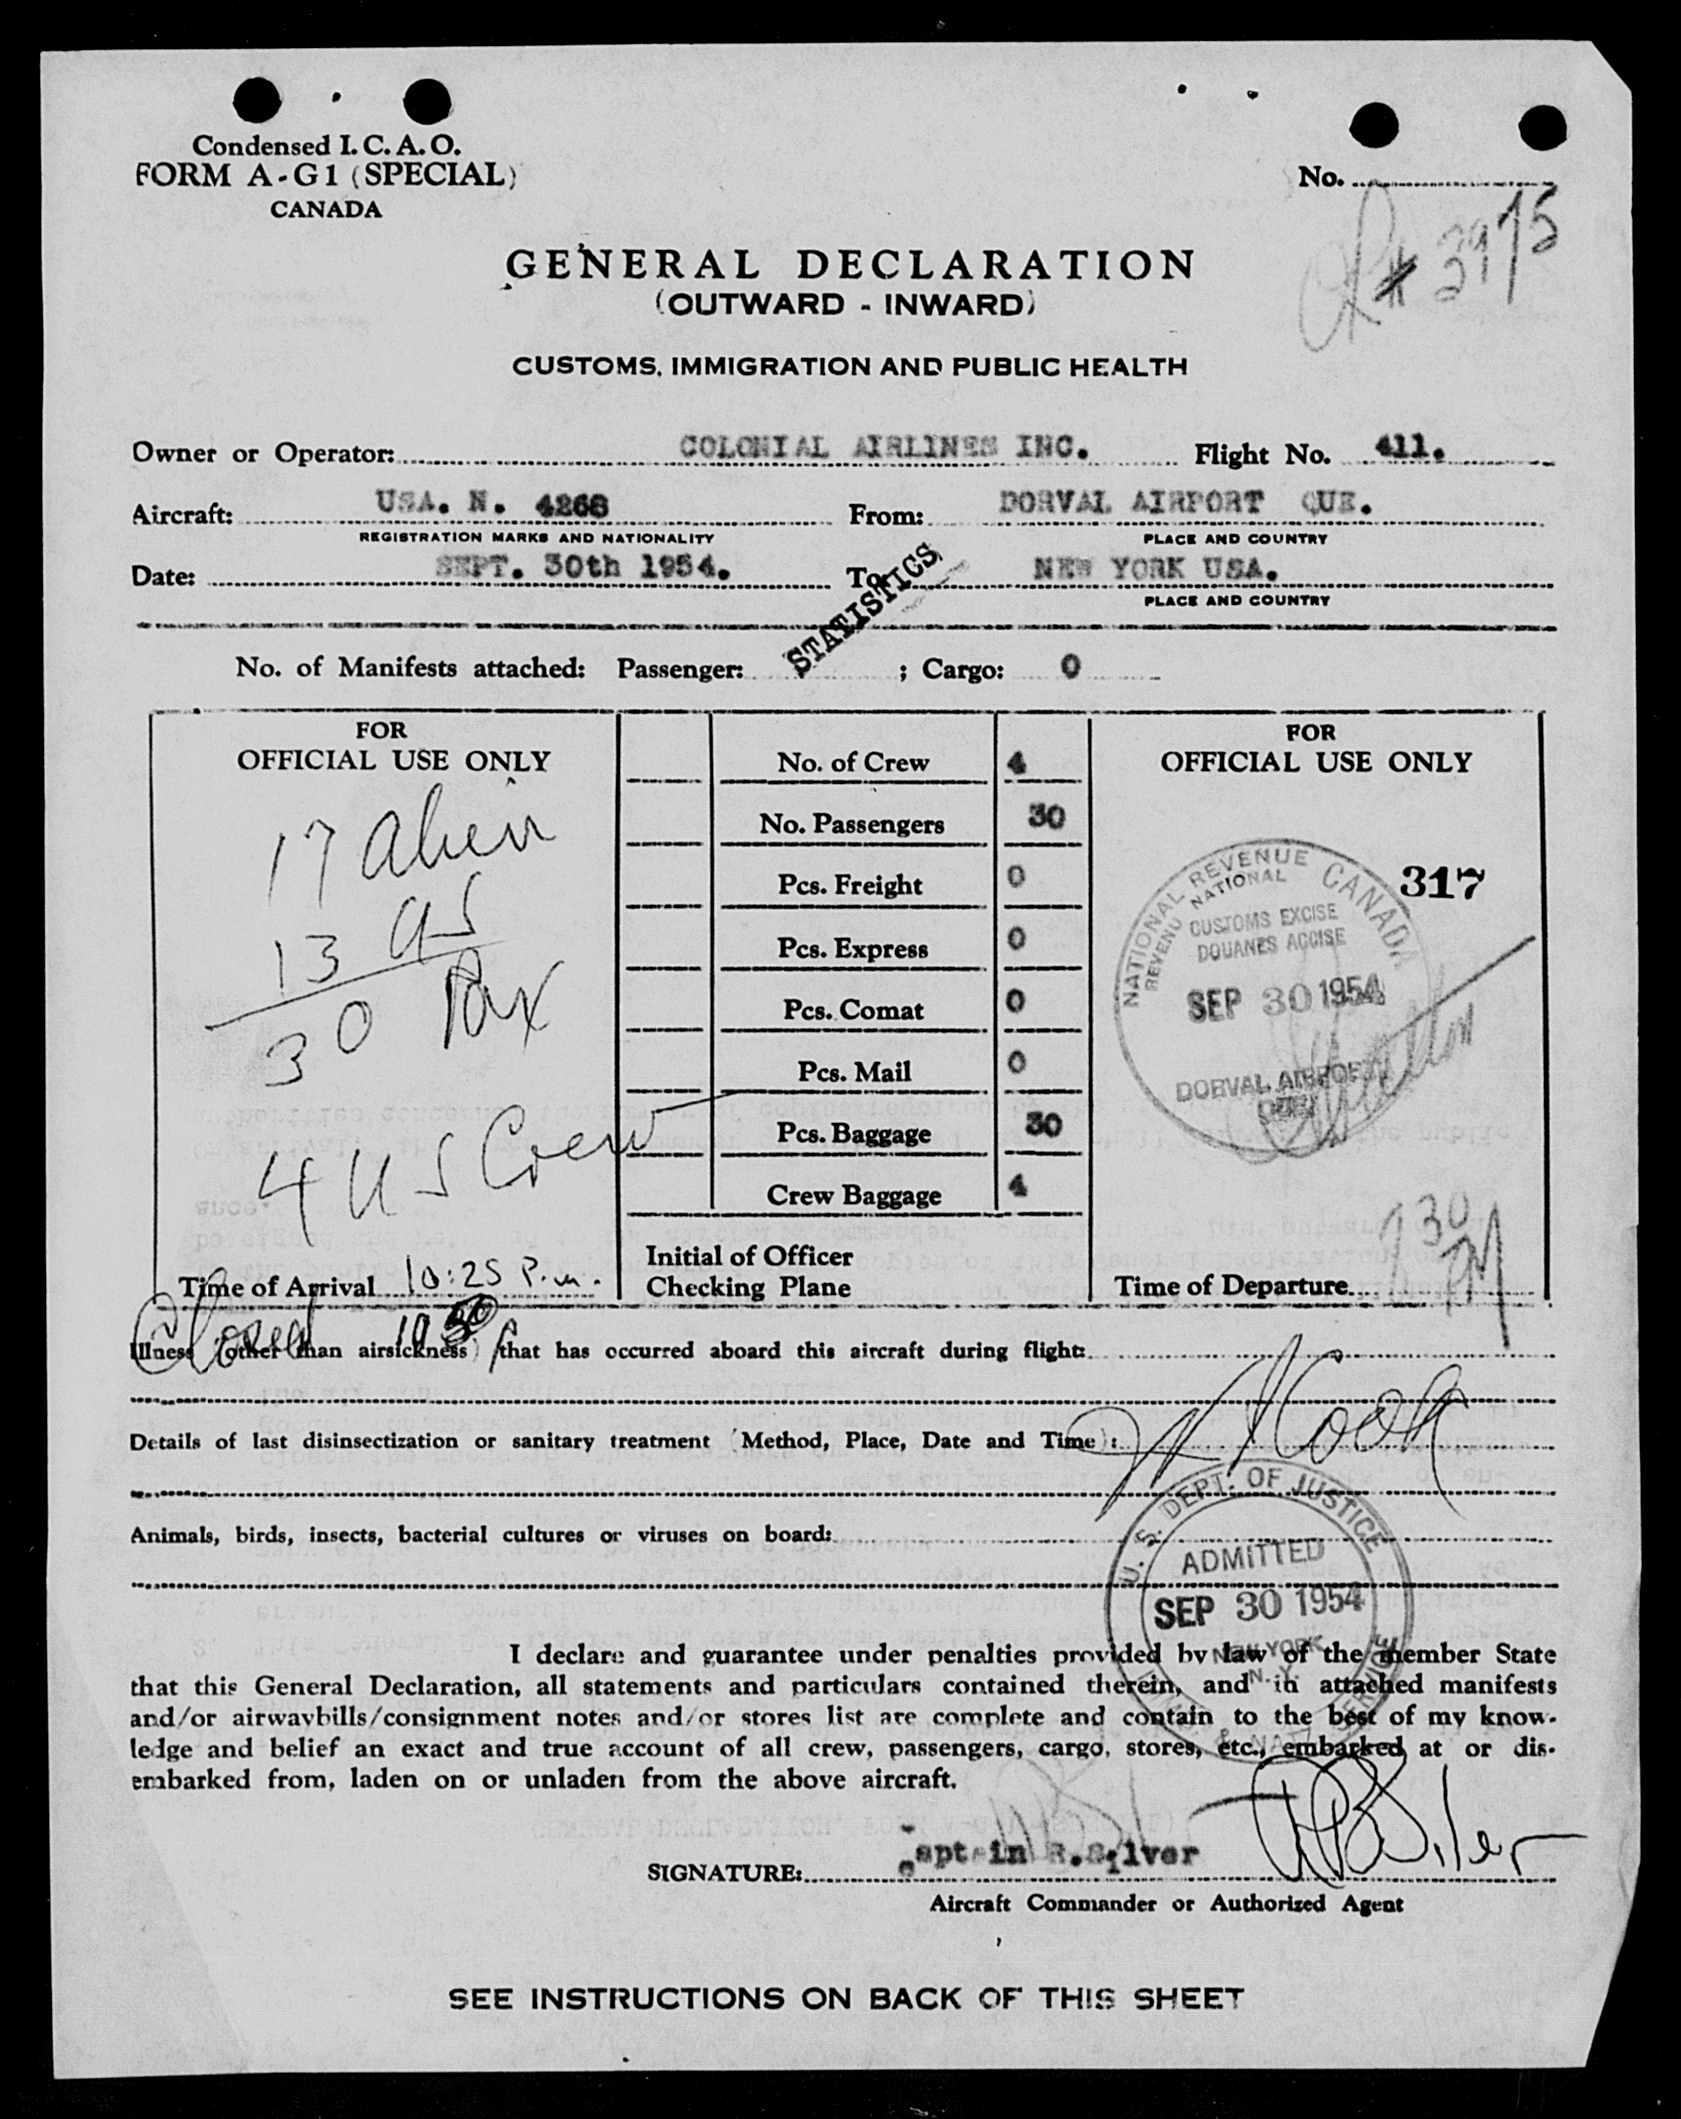 Condensed I. C. A. O.
FORM A-G1 (SPECIAL)
CANADA
No.
# 3975
GENERAL DECLARATION
(OUTWARD - INWARD)
CUSTOMS, IMMIGRATION AND PUBLIC HEALTH
Owner or Operator: COLONIAL AIRLINES INC. Flight No. 411.
Aircraft: USA. N. 4268 From: DORVAL AIRPORT QUE.
REGISTRATION MARKS AND NATIONALITY PLACE AND COUNTRY
Date: SEPT. 30th 1954. To: NEW YORK USA.
PLACE AND COUNTRY
STATISTICS
No. of Manifests attached: Passenger: ; Cargo: 0
FOR
OFFICIAL USE ONLY
17 alien
13 US
30 Pax
4 US Crew
Time of Arrival 10:25 P.m.
No. of Crew 4
No. Passengers 30
Pcs. Freight 0
Pcs. Express 0
Pcs. Comat 0
Pcs. Mail 0
Pcs. Baggage 30
Crew Baggage 4
Initial of Officer
Checking Plane
FOR
OFFICIAL USE ONLY
317
NATIONAL REVENUE CANADA
REVENU NATIONAL
CUSTOMS EXCISE
DOUANES ACCISE
SEP 30 1954
DORVAL AIRPORT
QUE.
730
PM
Time of Departure
Closed 10 30
Illness (other than airsickness) that has occurred aboard this aircraft during flight:
Details of last disinsectization or sanitary treatment (Method, Place, Date and Time):
Animals, birds, insects, bacterial cultures or viruses on board:
U. S. DEPT. OF JUSTICE
ADMITTED
SEP 30 1954
NEW YORK
N. Y.
I declare and guarantee under penalties provided by law of the member State
that this General Declaration, all statements and particulars contained therein, and in attached manifests
and/or airwaybills/consignment notes and/or stores list are complete and contain to the best of my know-
ledge and belief an exact and true account of all crew, passengers, cargo, stores, etc., embarked at or dis-
embarked from, laden on or unladen from the above aircraft.
SIGNATURE: Captain R.Silver
Aircraft Commander or Authorized Agent
SEE INSTRUCTIONS ON BACK OF THIS SHEET